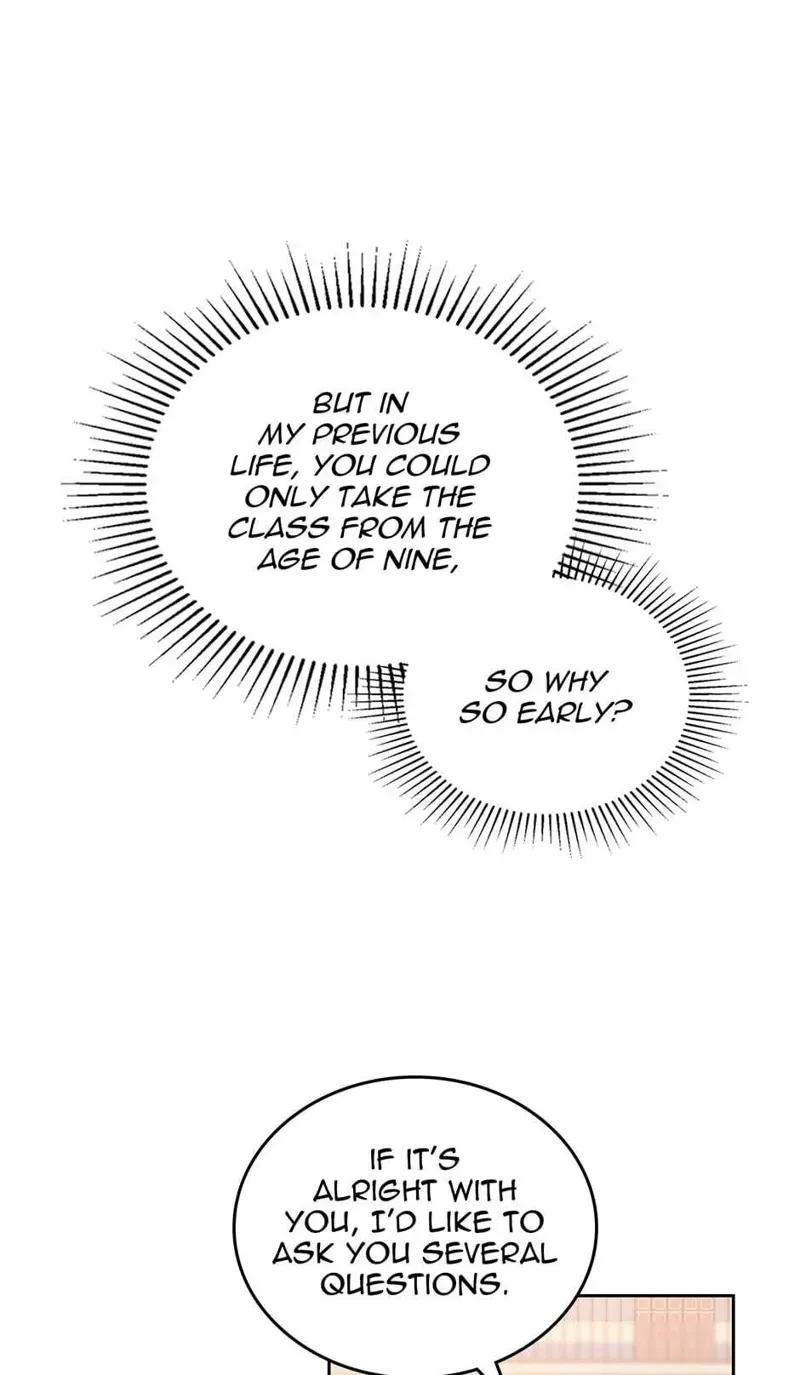 BUT IN
MY PREVIOUS
LIFE, YOU COULD
ONLY TAKE THE
CLASS FROM THE
AGE OF NINE,
SO WHY
SO EARLY?
IF IT'S
ALRIGHT WITH
YOU, I'D LIKE TO
ASK YOU SEVERAL
QUESTIONS.